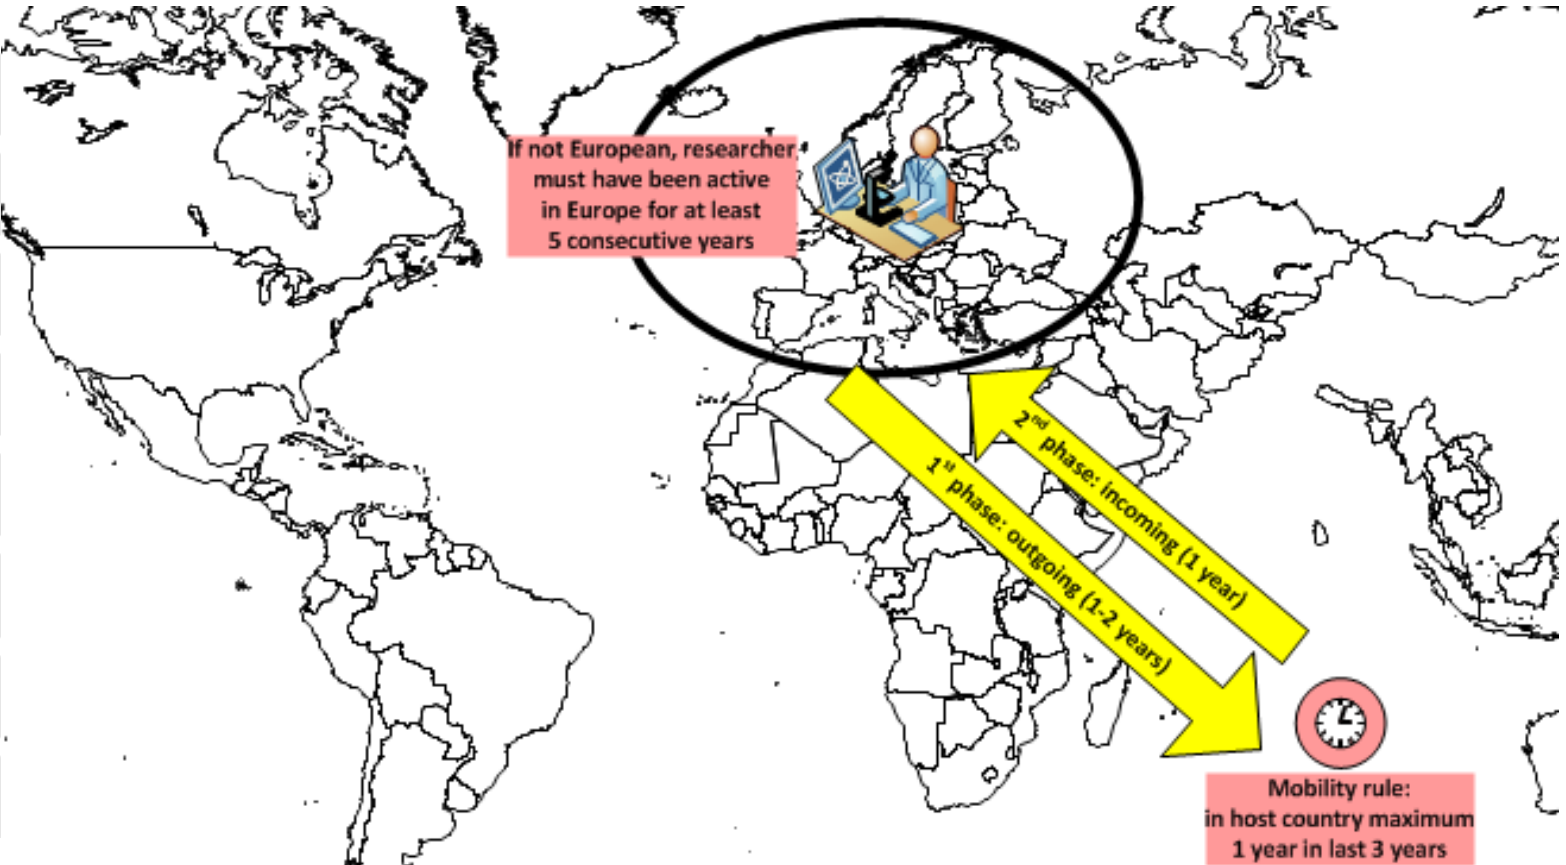 If not European, researcher
must have been active
in Europe for at least
5 consecutive years
2nd phase: incoming (1 year)
1st phase: outgoing (1-2 years)
Mobility rule:
in host country maximum
1 year in last 3 years